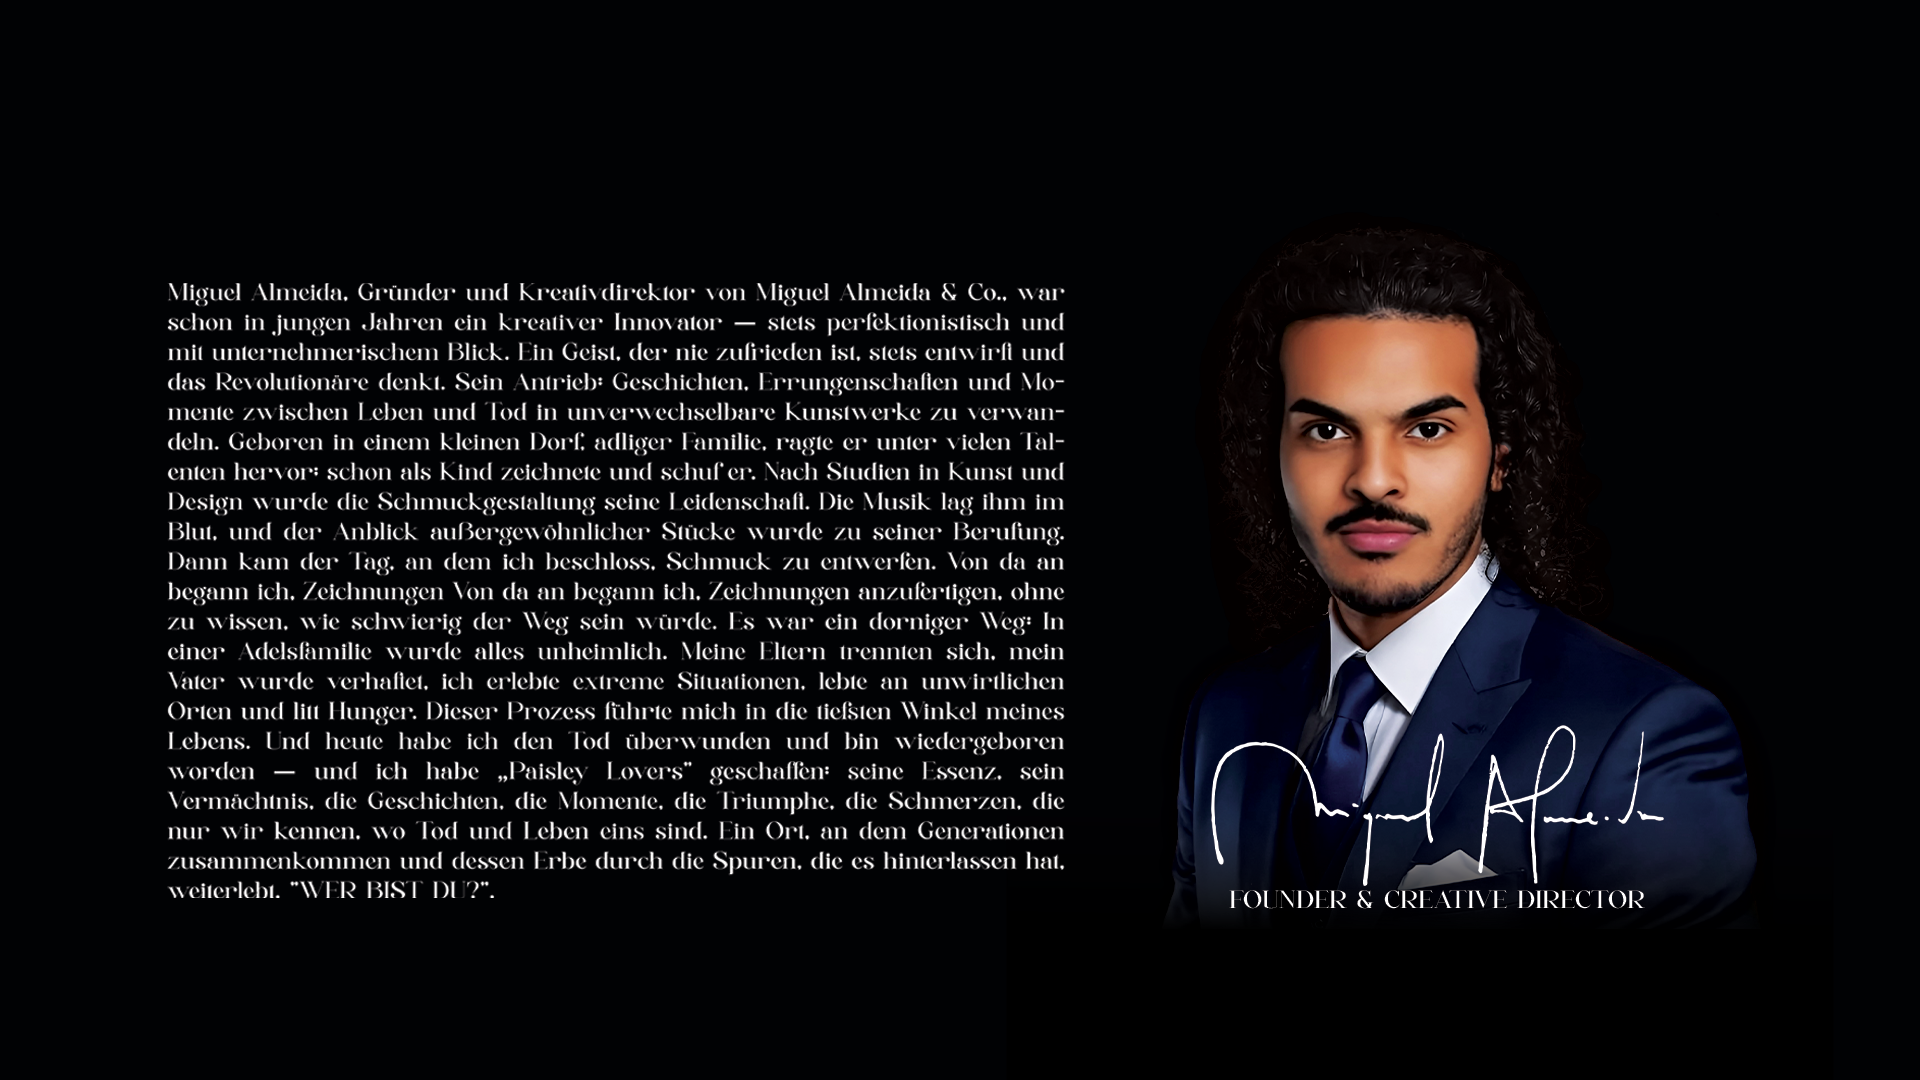 Miguel Almeida, Gründer und Kreativdirektor von Miguel Almeida & Co., war
schon in jungen Jahren ein kreativer Innovator — stets perfektionistisch und
mit unternehmerischem Blick. Ein Geist, der nie zufrieden ist, stets entwirft und
das Revolutionäre denkt. Sein Antrieb: Geschichten, Errungenschaften und Mo-
mente zwischen Leben und Tod in unverwechselbare Kunstwerke zu verwan-
deln. Geboren in einem kleinen Dorf, adliger Familie, ragte er unter vielen Tal-
enten hervor: schon als Kind zeichnete und schuf er. Nach Studien in Kunst und
Design wurde die Schmuckgestaltung seine Leidenschaft. Die Musik lag ihm im
Blut, und der Anblick außergewöhnlicher Stücke wurde zu seiner Berufung.
Dann kam der Tag, an dem ich beschloss, Schmuck zu entwerfen. Von da an
begann ich, Zeichnungen Von da an begann ich, Zeichnungen anzufertigen, ohne
zu wissen, wie schwierig der Weg sein würde. Es war ein dorniger Weg: In
einer Adelsfamilie wurde alles unheimlich. Meine Eltern trennten sich, mein
Vater wurde verhaftet, ich erlebte extreme Situationen, lebte an unwirtlichen
Orten und litt Hunger. Dieser Prozess führte mich in die tiefsten Winkel meines
Lebens. Und heute habe ich den Tod überwunden und bin wiedergeboren
worden — und ich habe „Paisley Lovers" geschaffen: seine Essenz, sein
Vermächtnis, die Geschichten, die Momente, die Triumphe, die Schmerzen, die
nur wir kennen, wo Tod und Leben eins sind. Ein Ort, an dem Generationen
zusammenkommen und dessen Erbe durch die Spuren, die es hinterlassen hat,
weiterlebt. "WER BIST DU?".
Miguel Almeida
FOUNDER & CREATIVE DIRECTOR